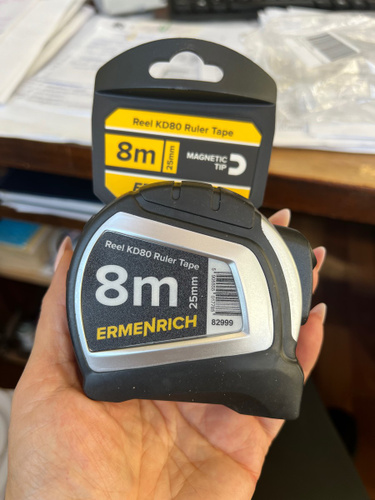 Reel KD80 Ruler Tape
8m
25mm
MAGNETIC
TIP
Reel KD80 Ruler Tape
8m
25mm
ERMENRICH
82999